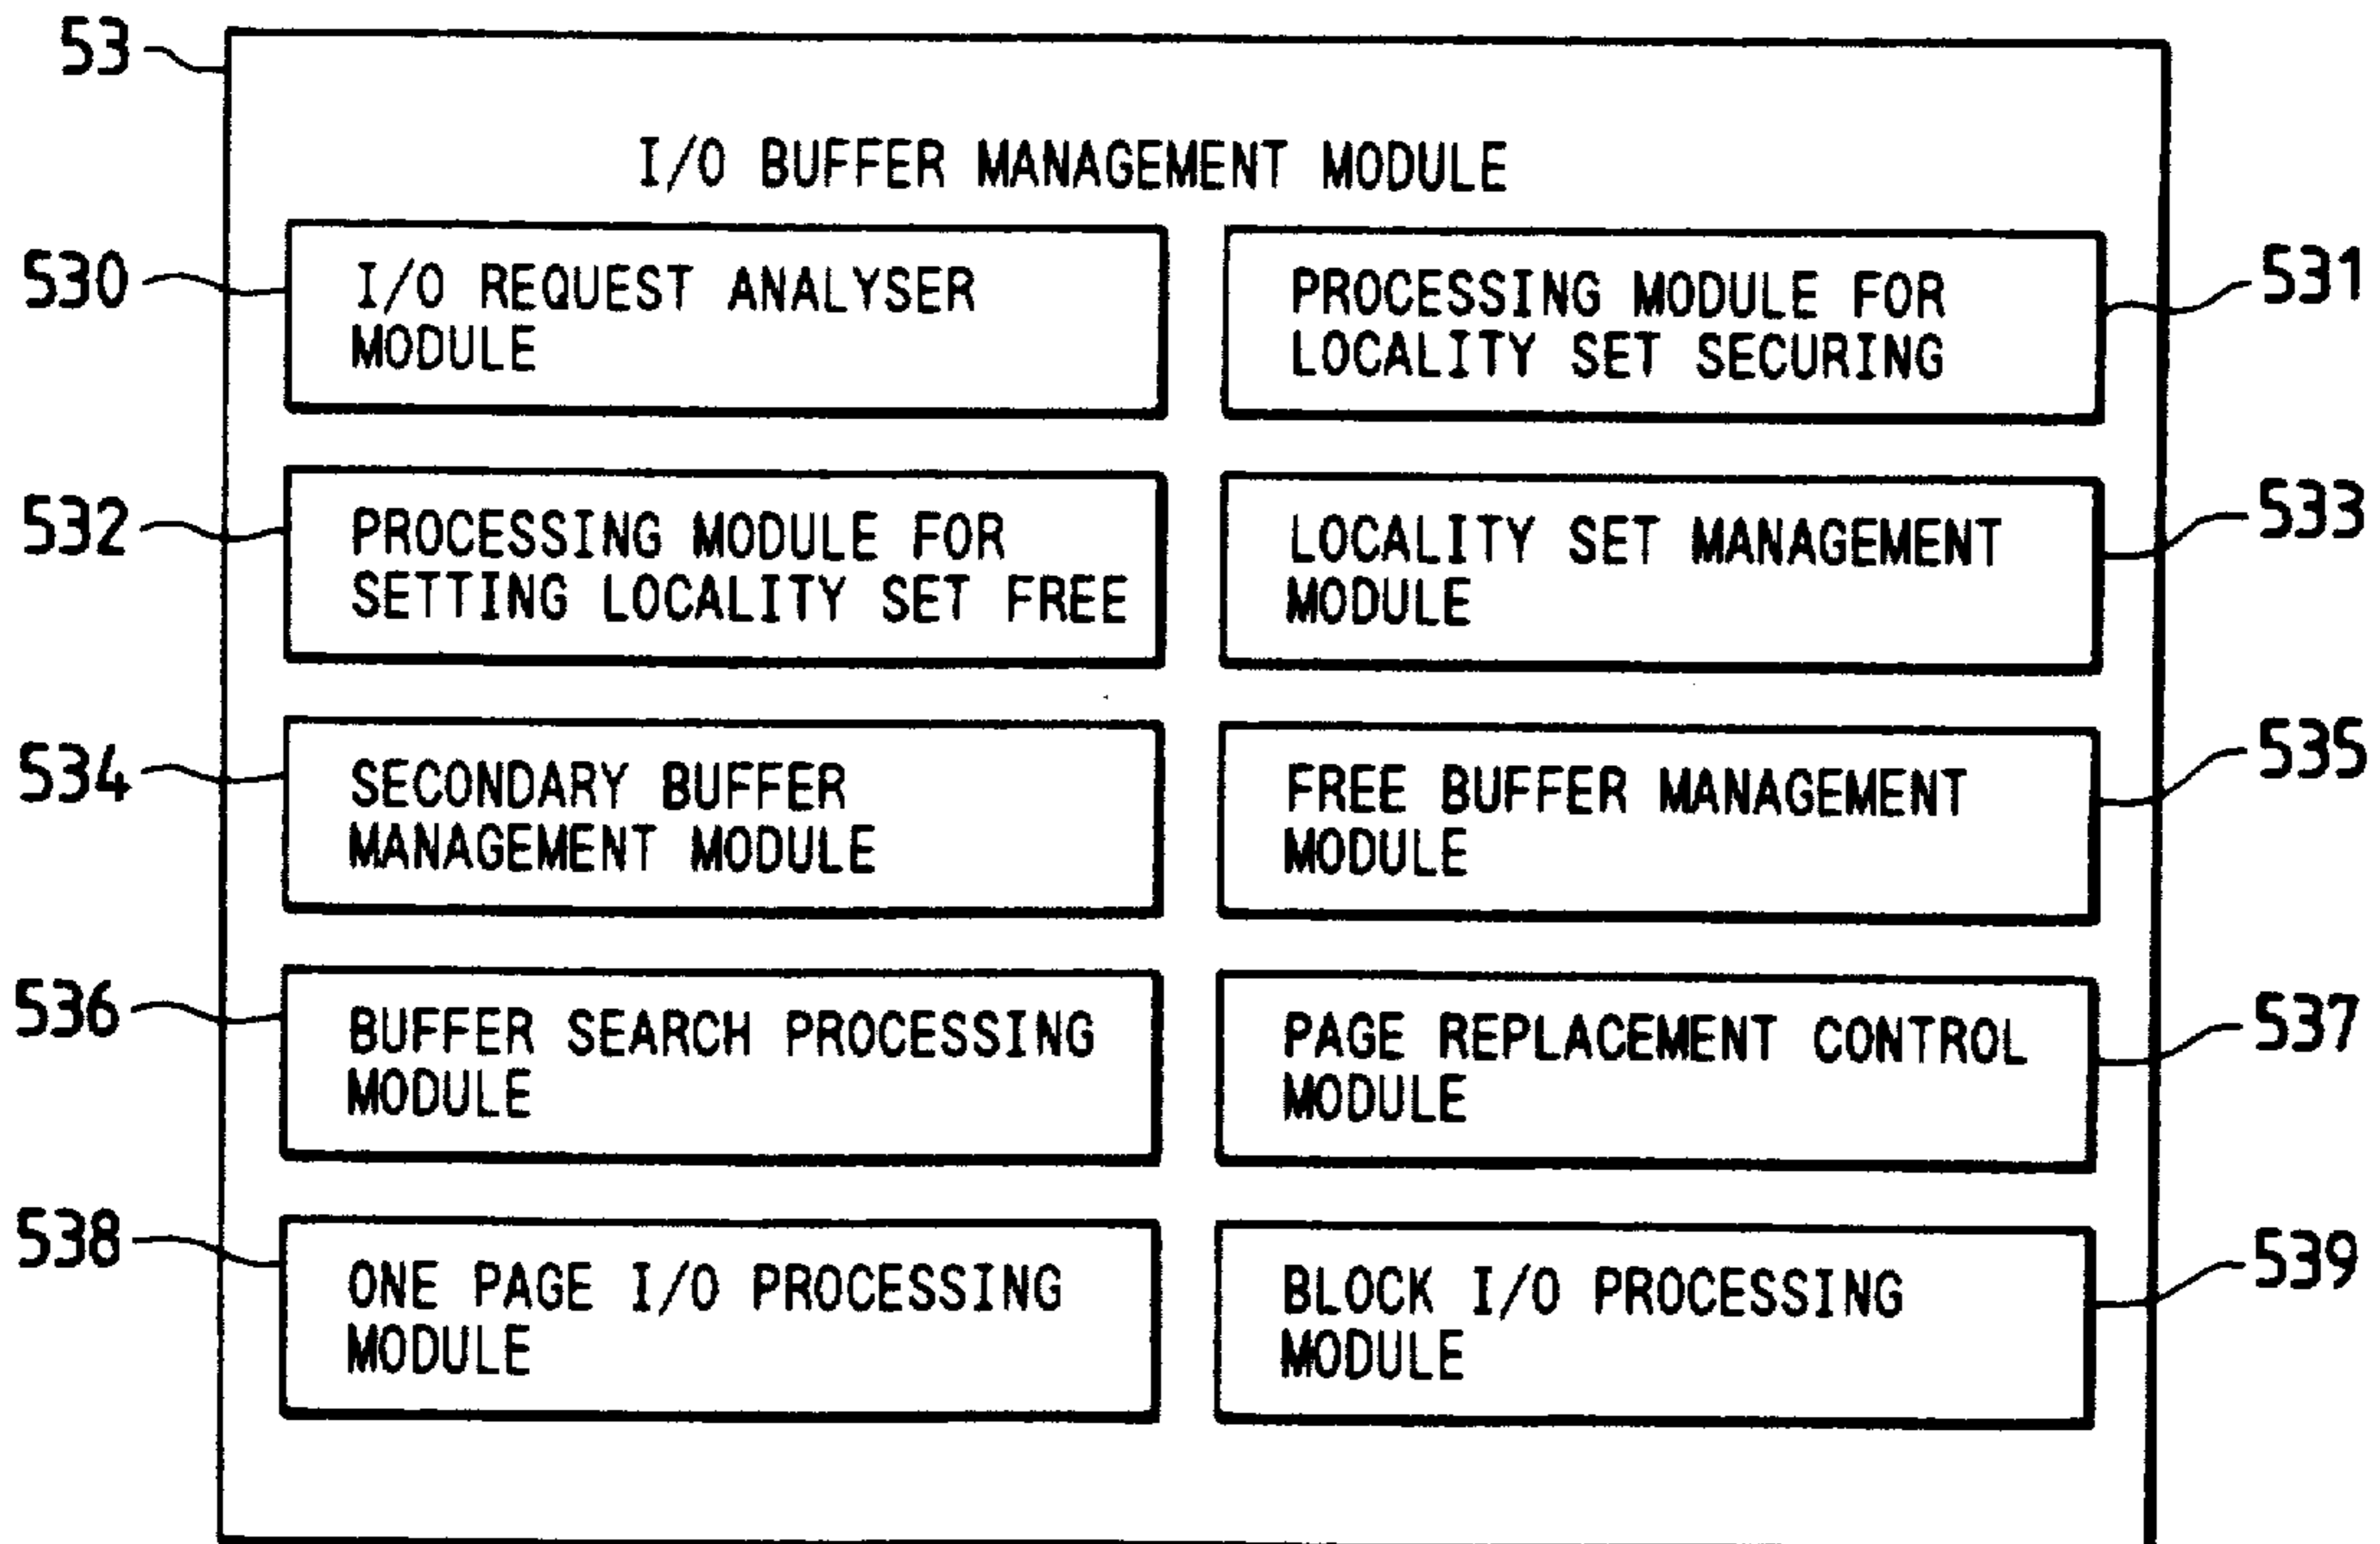 53
I/O BUFFER MANAGEMENT MODULE
530
I/O REQUEST ANALYSER
MODULE
PROCESSING MODULE FOR
LOCALITY SET SECURING
531
532
PROCESSING MODULE FOR
SETTING LOCALITY SET FREE
LOCALITY SET MANAGEMENT
MODULE
533
534
SECONDARY BUFFER
MANAGEMENT MODULE
FREE BUFFER MANAGEMENT
MODULE
535
536
BUFFER SEARCH PROCESSING
MODULE
PAGE REPLACEMENT CONTROL
MODULE
537
538
ONE PAGE I/O PROCESSING
MODULE
BLOCK I/O PROCESSING
MODULE
539